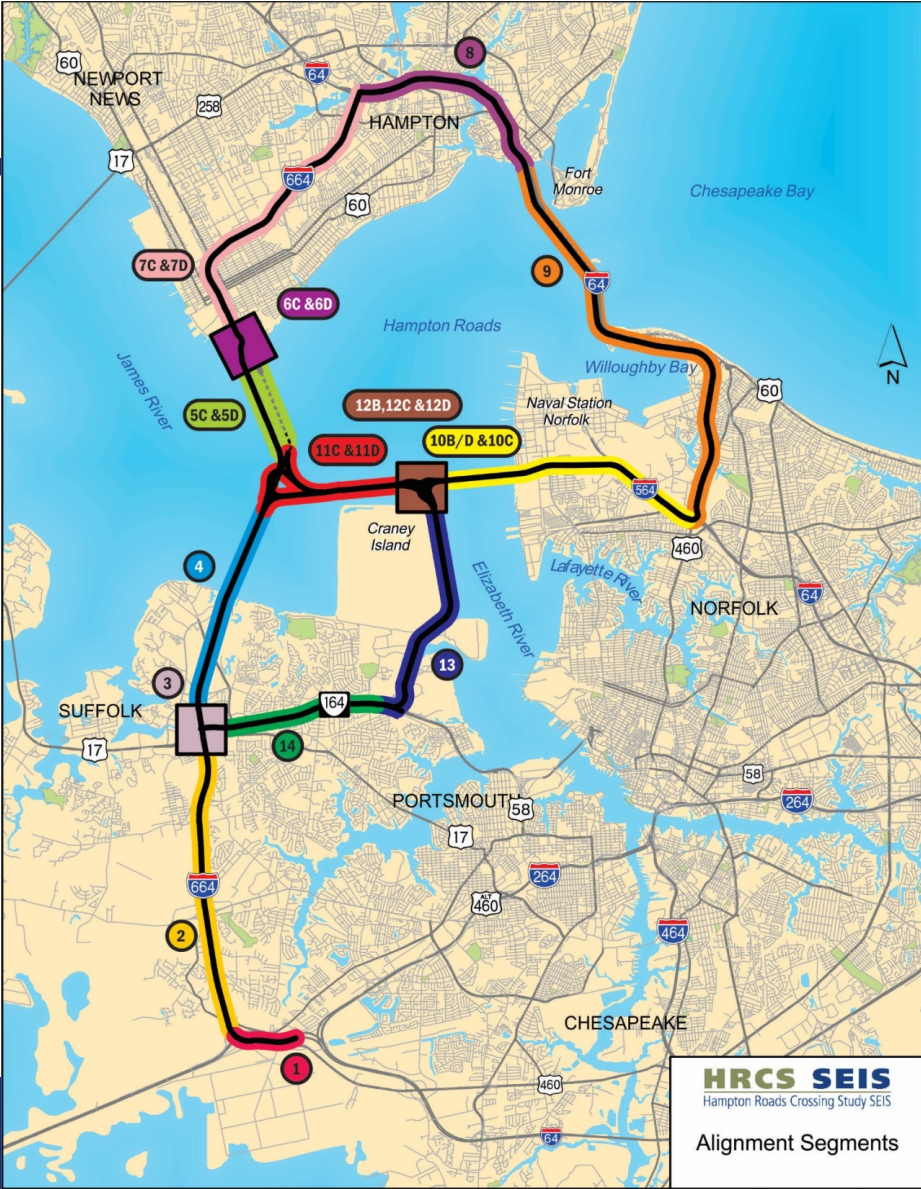 8
60
64
NEWPORT
NEWS
258
HAMPTON
17
664
Fort
Monroe
Chesapeake Bay
60
7C &7D
9
64
6C &6D
Hampton Roads
James River
Willoughby Bay
N
60
12B,12C &12D
Naval Station
Norfolk
5C &5D
10B/D &10C
11C &11D
564
Craney
Island
460
4
Elizabeth River
Lafayette River
64
NORFOLK
13
3
SUFFOLK
164
17
14
58
264
PORTSMOUTH
58
17
664
264
ALT
460
2
464
CHESAPEAKE
1
460
64
HRCS SEIS
Hampton Roads Crossing Study SEIS
Alignment Segments